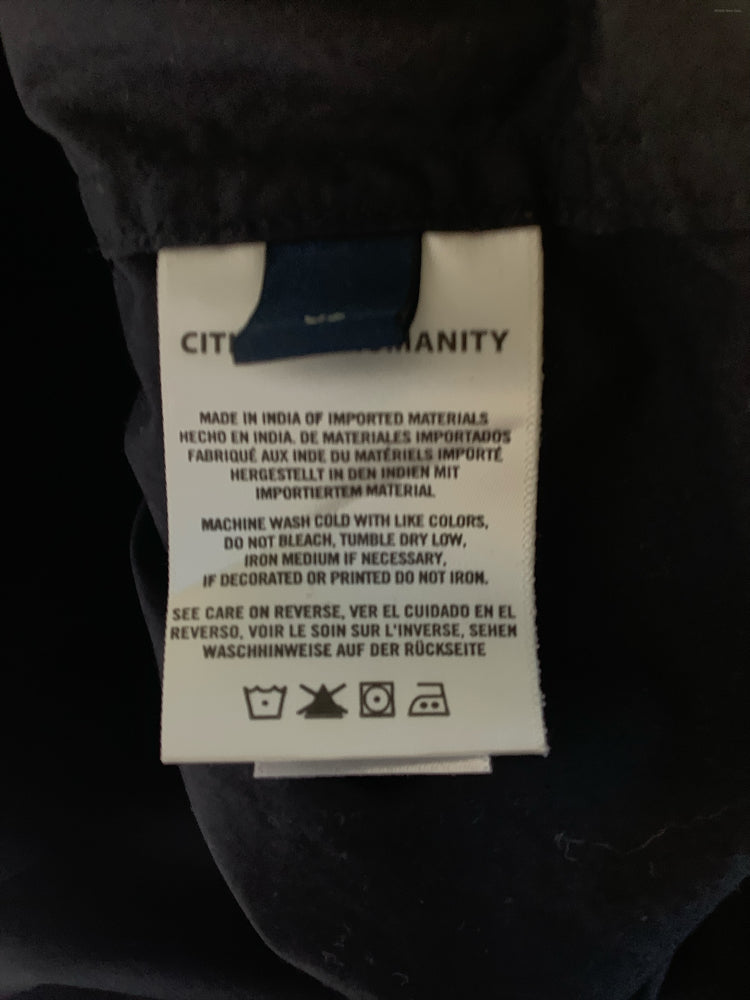 CITI MANITY
MADE IN INDIA OF IMPORTED MATERIALS
HECHO EN INDIA. DE MATERIALES IMPORTADOS
FABRIQUÉ AUX INDE DU MATÉRIELS IMPORTÉ
HERGESTELLT IN DEN INDIEN MIT
IMPORTIERTEM MATERIAL
MACHINE WASH COLD WITH LIKE COLORS,
DO NOT BLEACH, TUMBLE DRY LOW,
IRON MEDIUM IF NECESSARY,
IF DECORATED OR PRINTED DO NOT IRON.
SEE CARE ON REVERSE, VER EL CUIDADO EN EL
REVERSO, VOIR LE SOIN SUR L'INVERSE, SEHEN
WASCHHINWEISE AUF DER RÜCKSEITE